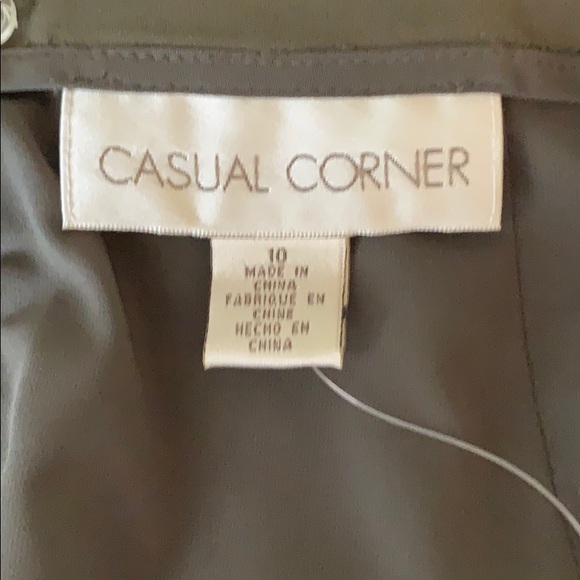 CASUAL CORNER
10
MADE IN
CHINA
FABRIQUE EN
CHINE
HECHO EN
CHINA